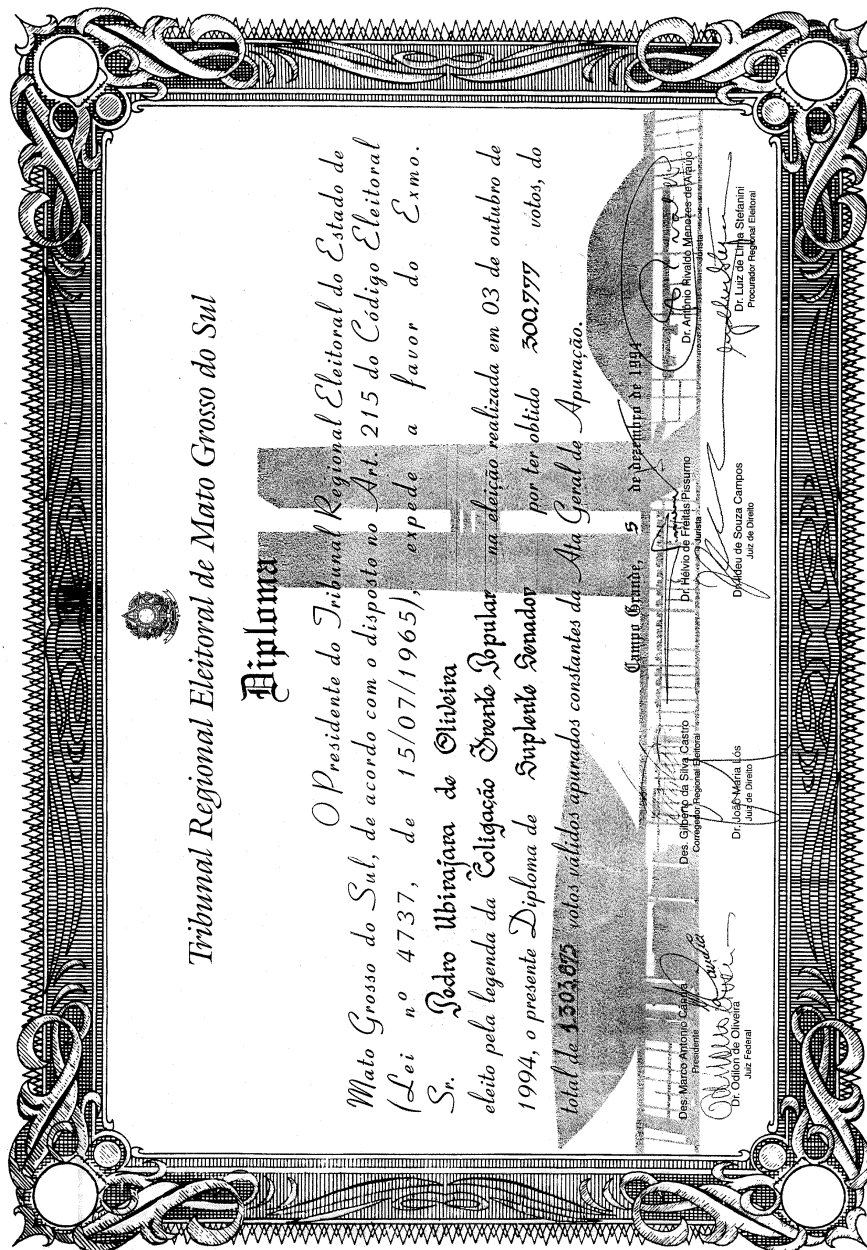 Tribunal Regional Eleitoral de Mato Grosso do Sul
Diploma
O Presidente do Tribunal Regional Eleitoral do Estado de
Mato Grosso do Sul, de acordo com o disposto no Art. 215 do Código Eleitoral
(Lei nº 4737, de 15/07/1965), expede a favor do Exmo.
Sr. Pedro Ubirajara de Oliveira
eleito pela legenda da Coligação Frente Popular na eleição realizada em 03 de outubro de
1994, o presente Diploma de Suplente Senador por ter obtido 300.777 votos, do
total de 1.303.875 votos válidos apurados constantes da Ata Geral de Apuração.
Campo Grande, 5 de dezembro de 1994
Des. Marco Antonio Cândia
Presidente
Des. Gilberto da Silva Castro
Corregedor Regional Eleitoral
Dr. Hélvio de Freitas Pissurno
Jurista
Dr. Antônio Rivaldo Menezes de Araújo
Jurista
Dr. Odilon de Oliveira
Juiz Federal
Dr. João Maria Lós
Juiz de Direito
Dr. Aldeu de Souza Campos
Juiz de Direito
Dr. Luiz de Lima Stefanini
Procurador Regional Eleitoral